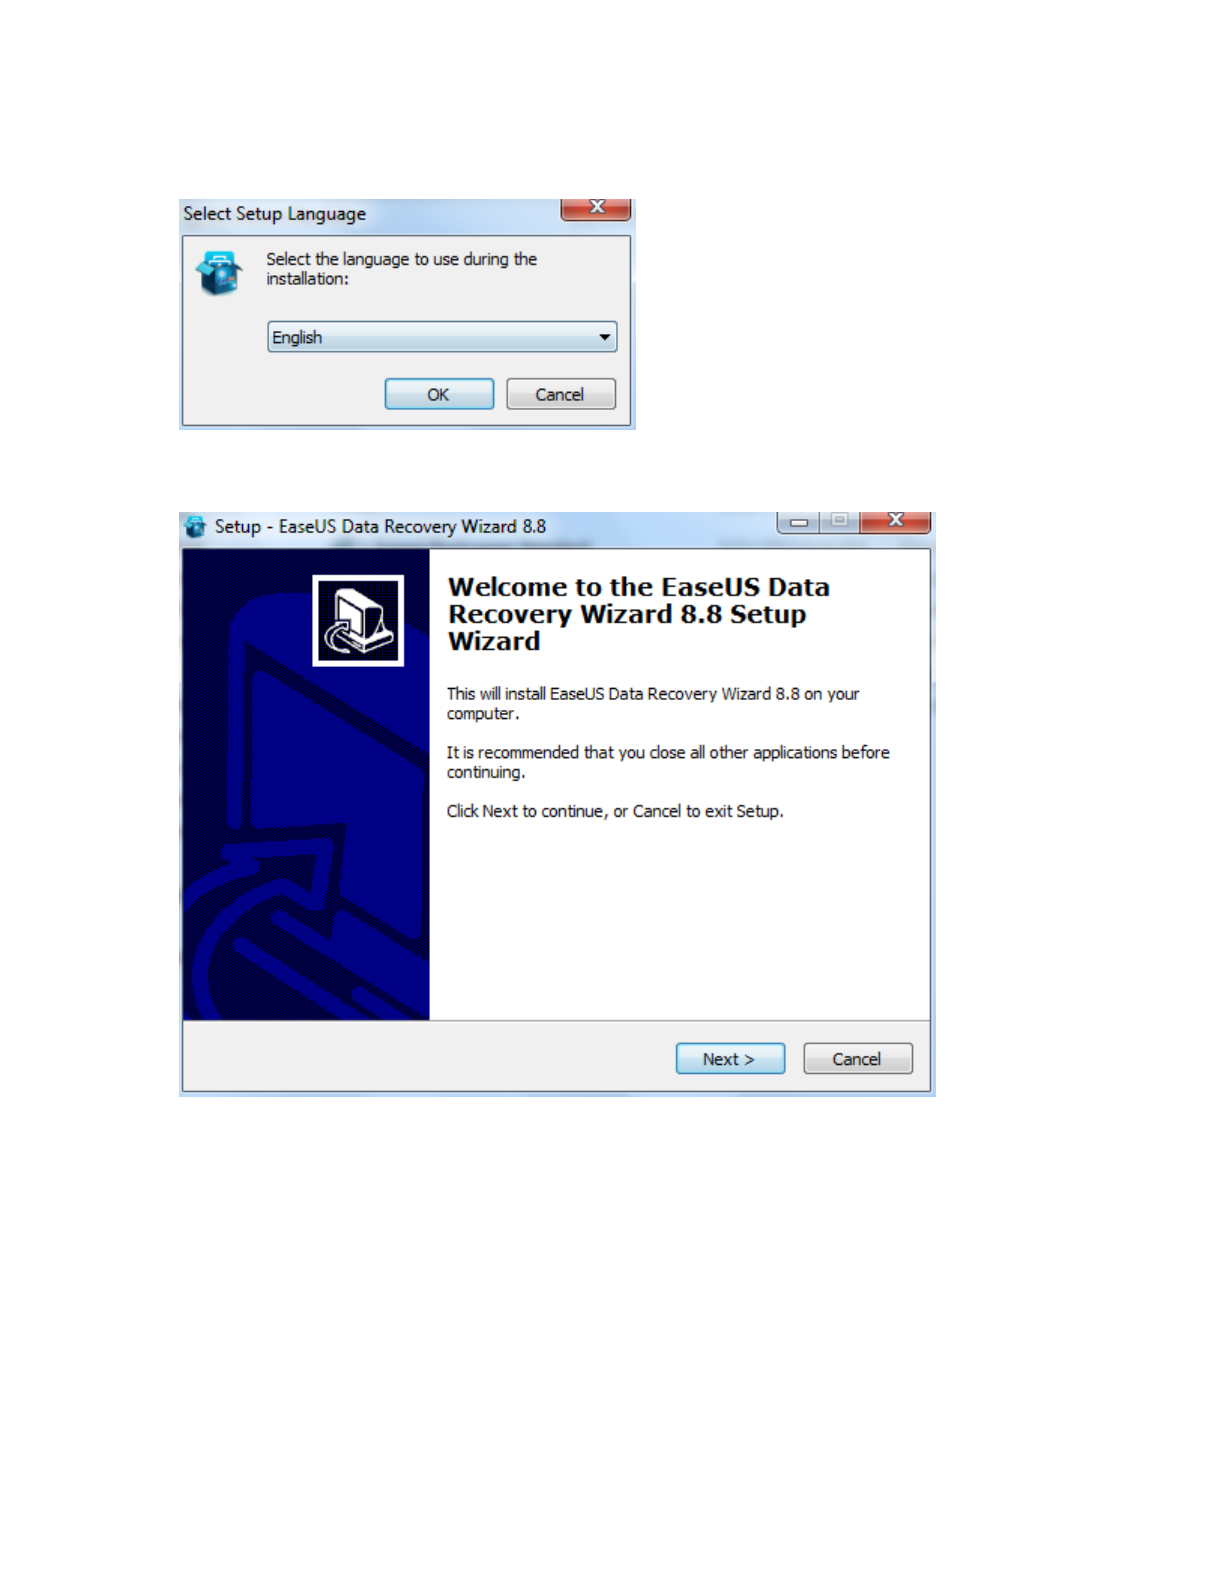 Select Setup Language
Select the language to use during the
installation:
English
OK
Cancel
Setup - EaseUS Data Recovery Wizard 8.8
Welcome to the EaseUS Data
Recovery Wizard 8.8 Setup
Wizard
This will install EaseUS Data Recovery Wizard 8.8 on your
computer.
It is recommended that you close all other applications before
continuing.
Click Next to continue, or Cancel to exit Setup.
Next >
Cancel